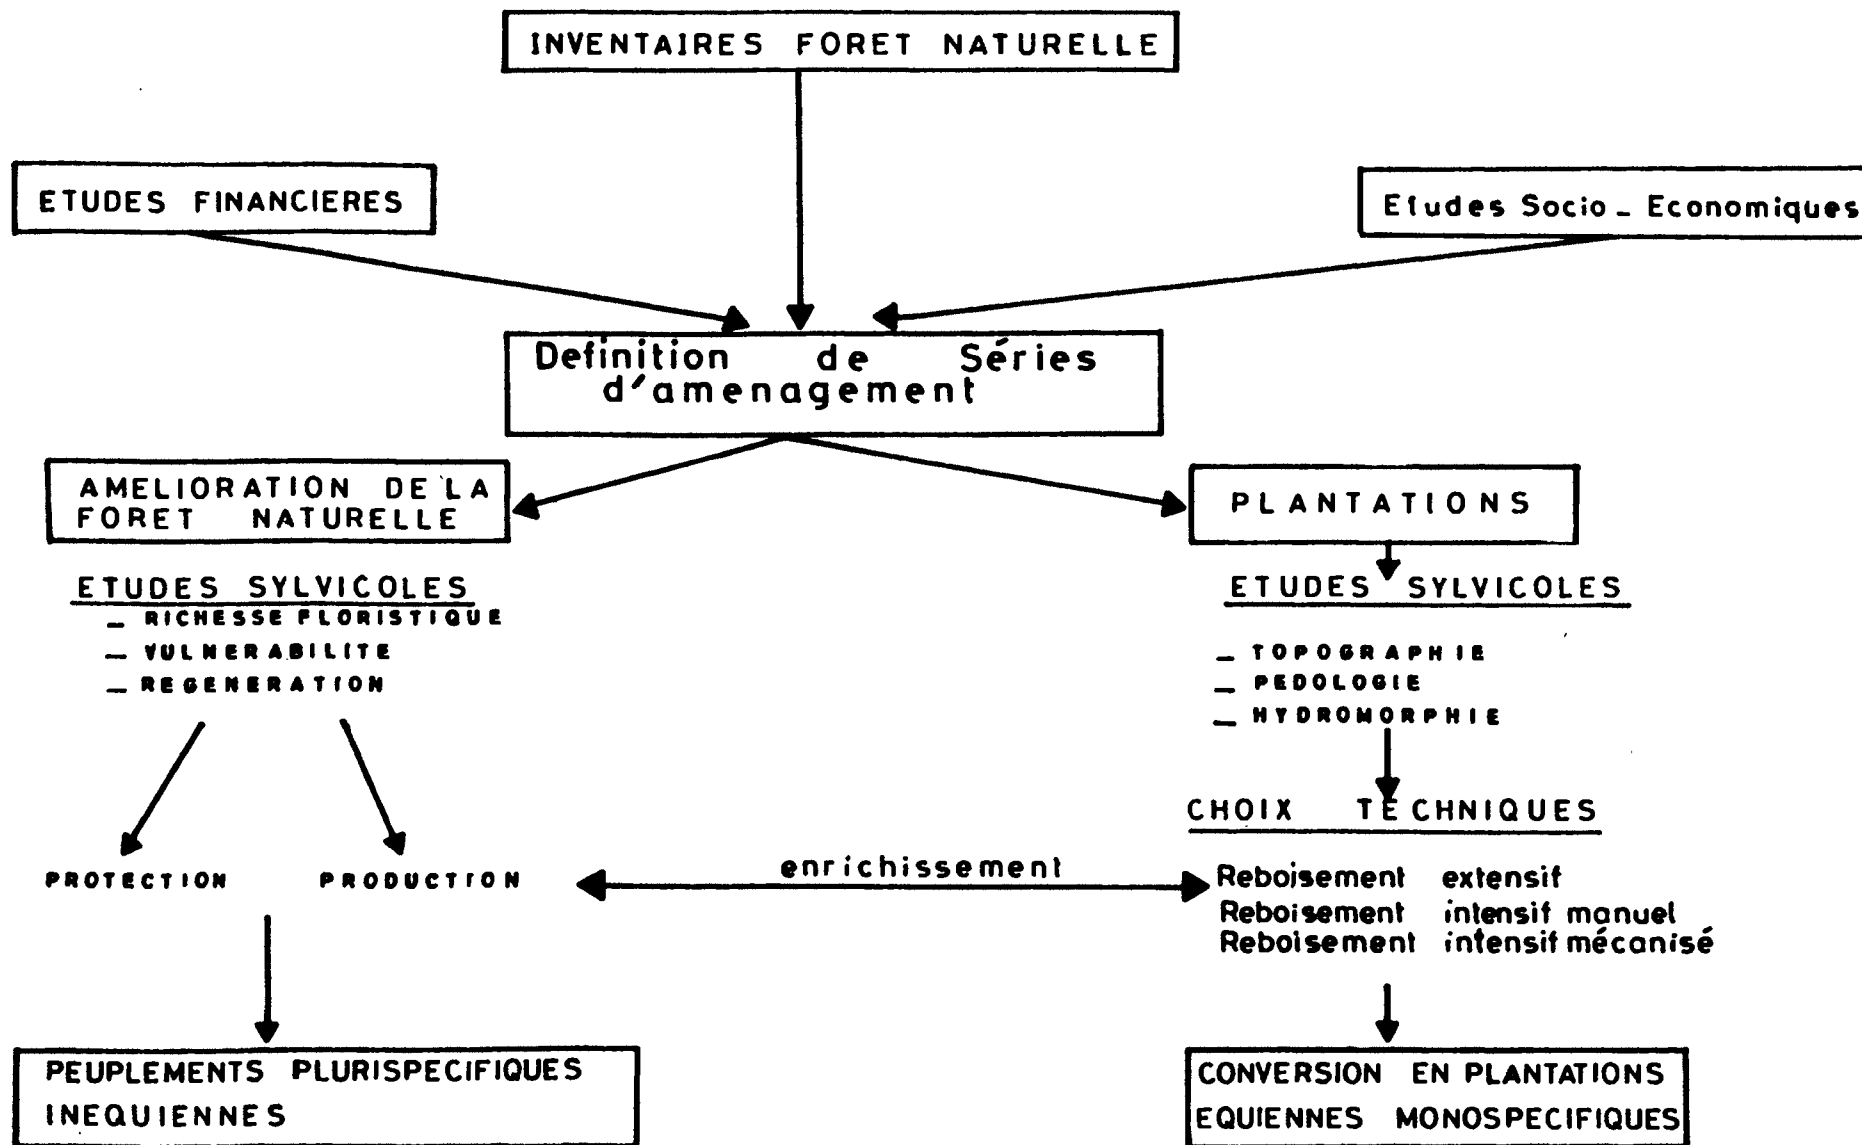 INVENTAIRES FORET NATURELLE
ETUDES FINANCIERES
Etudes Socio - Economiques
Definition de Séries
d'amenagement
AMELIORATION DE LA
FORET NATURELLE
PLANTATIONS
ETUDES SYLVICOLES
- RICHESSE FLORISTIQUE
- VULNERABILITE
- REGENERATION
ETUDES SYLVICOLES
- TOPOGRAPHIE
- PEDOLOGIE
- HYDROMORPHIE
CHOIX TECHNIQUES
PROTECTION
PRODUCTION
enrichissement
Reboisement extensif
Reboisement intensif manuel
Reboisement intensif mécanisé
PEUPLEMENTS PLURISPECIFIQUES
INEQUIENNES
CONVERSION EN PLANTATIONS
EQUIENNES MONOSPECIFIQUES